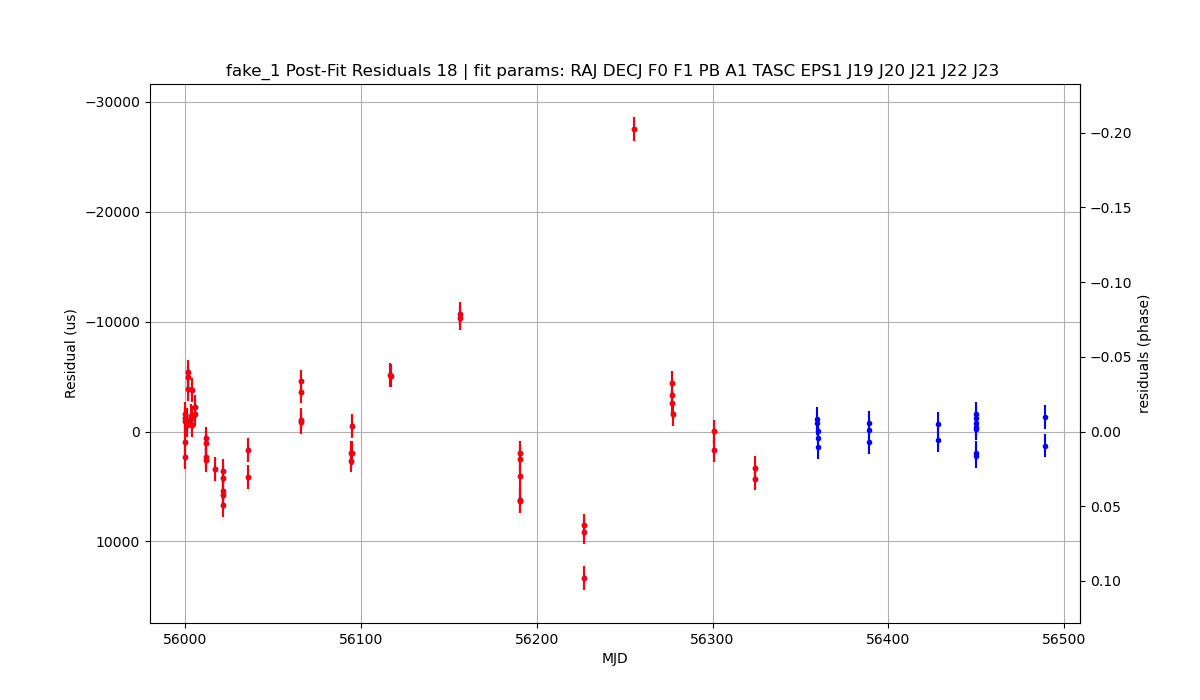 fake_1 Post-Fit Residuals 18 | fit params: RAJ DECJ F0 F1 PB A1 TASC EPS1 J19 J20 J21 J22 J23
−30000
−20000
−10000
0
10000
Residual (us)
−0.20
−0.15
−0.10
−0.05
0.00
0.05
0.10
residuals (phase)
56000 56100 56200 56300 56400 56500
MJD